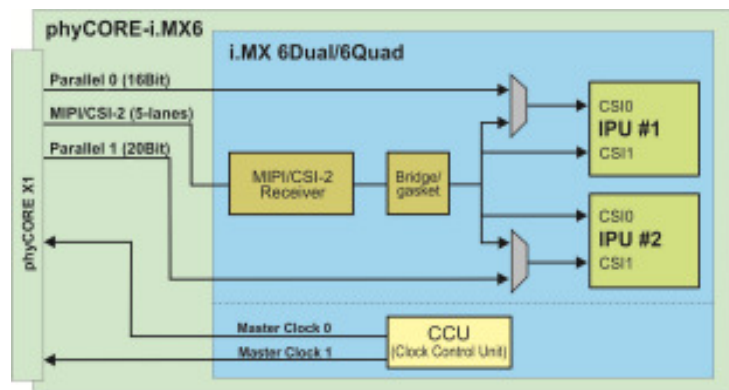 phyCORE-i.MX6
i.MX 6Dual/6Quad
Parallel 0 (16Bit)
MIPI/CSI-2 (5-lanes)
Parallel 1 (20Bit)
phyCORE X1
MIPI/CSI-2
Receiver
Bridge/
gasket
CSI0
IPU #1
CSI1
CSI0
IPU #2
CSI1
Master Clock 0
Master Clock 1
CCU
(Clock Control Unit)